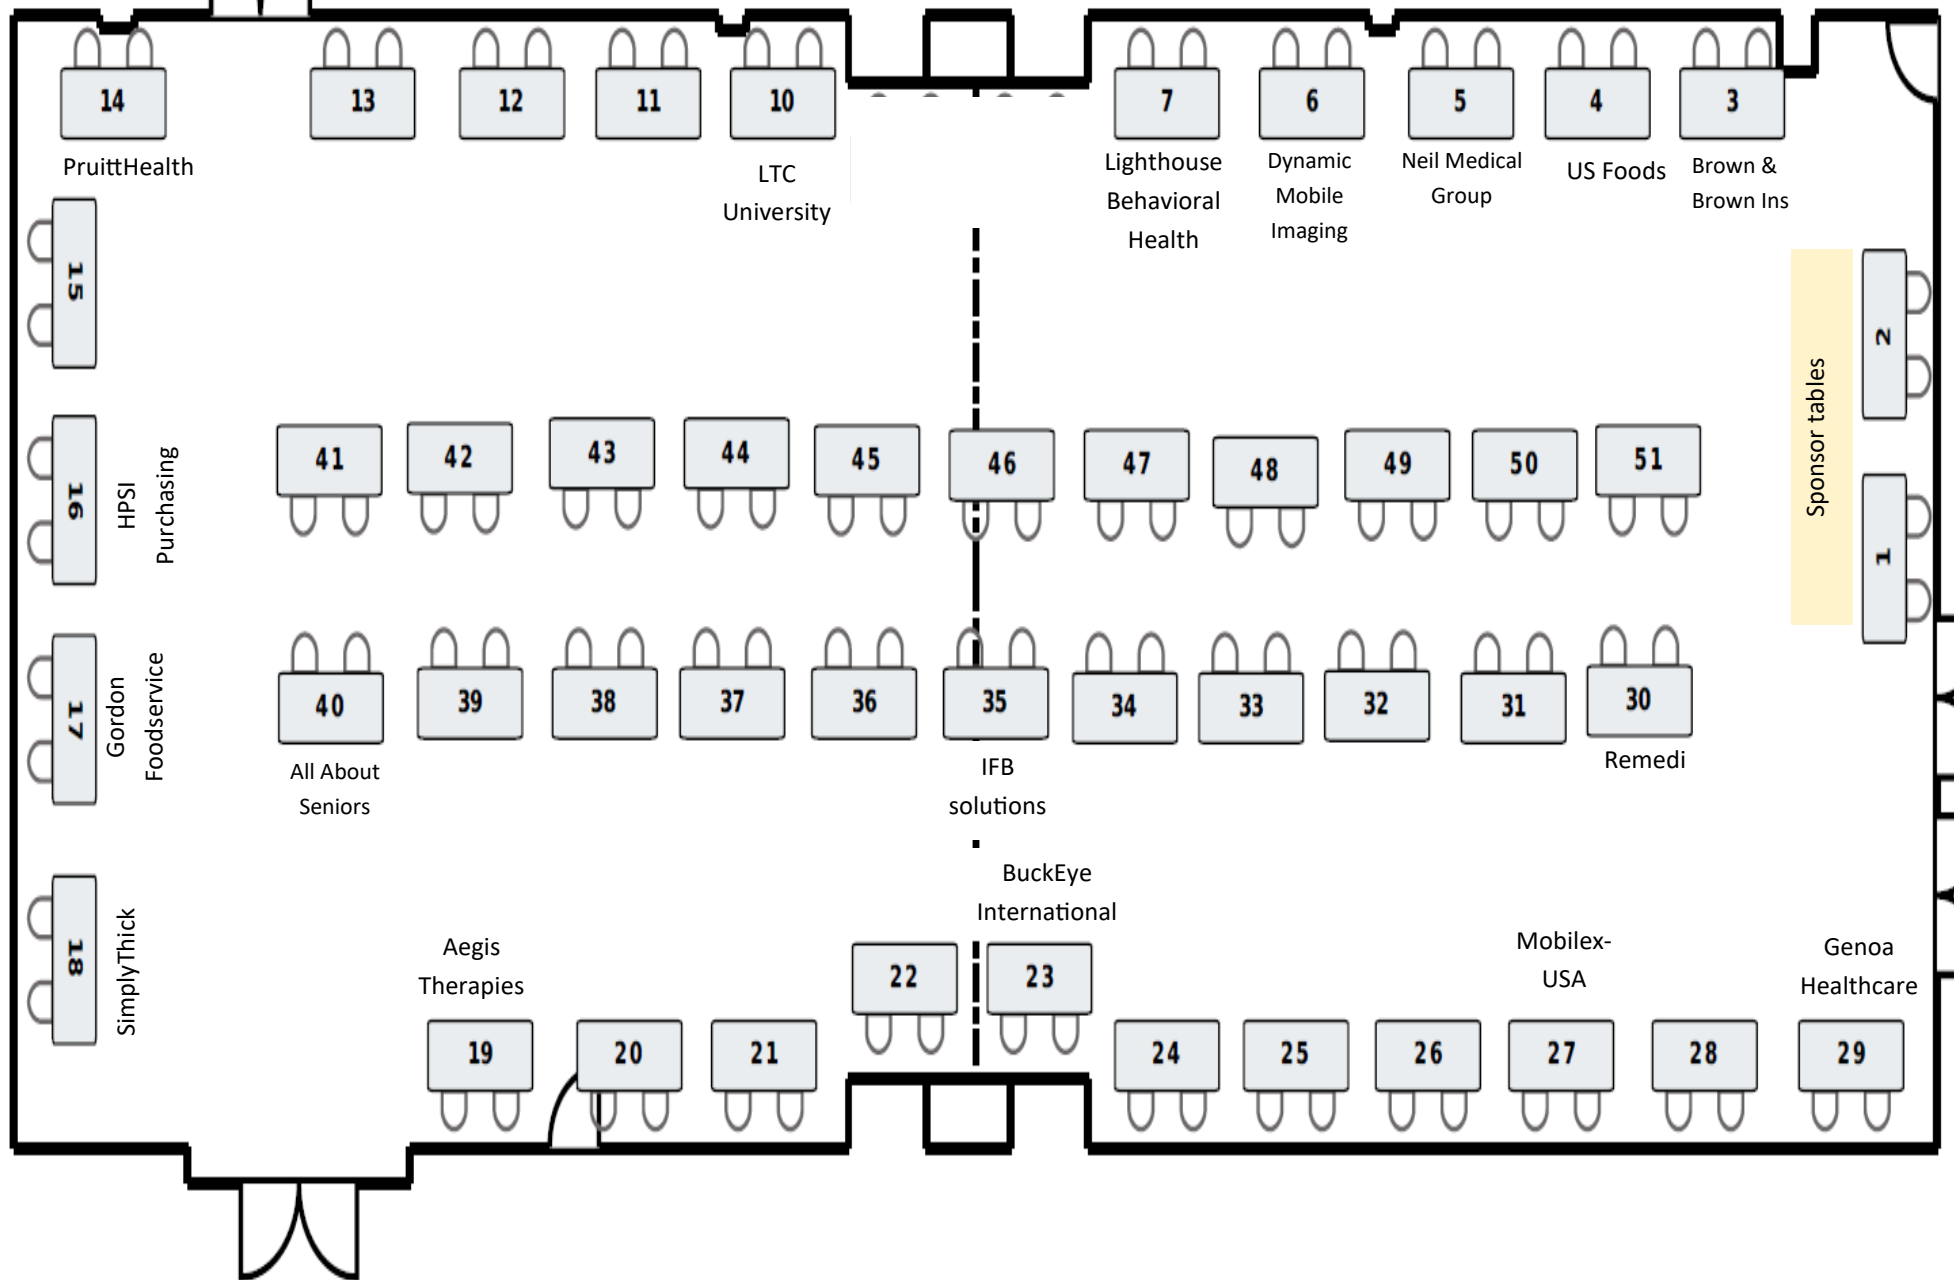 14
13
12
11
10
7
6
5
4
3
PruittHealth
LTC
University
Lighthouse
Behavioral
Health
Dynamic
Mobile
Imaging
Neil Medical
Group
US Foods
Brown &
Brown Ins
15
2
Sponsor tables
1
16
HPSI
Purchasing
41
42
43
44
45
46
47
48
49
50
51
17
Gordon
Foodservice
40
39
38
37
36
35
34
33
32
31
30
All About
Seniors
IFB
solutions
Remedi
18
SimplyThick
Aegis
Therapies
BuckEye
International
Mobilex-
USA
Genoa
Healthcare
22
23
19
20
21
24
25
26
27
28
29